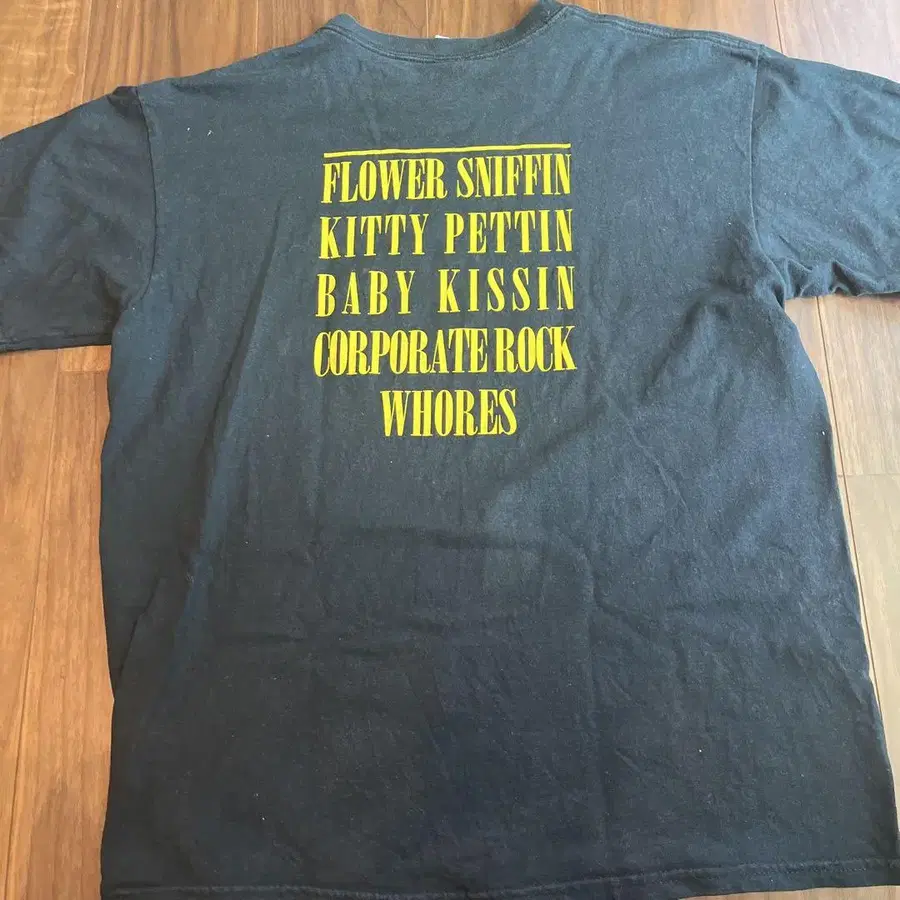 FLOWER SNIFFIN
KITTY PETTIN
BABY KISSIN
CORPORATE ROCK
WHORES